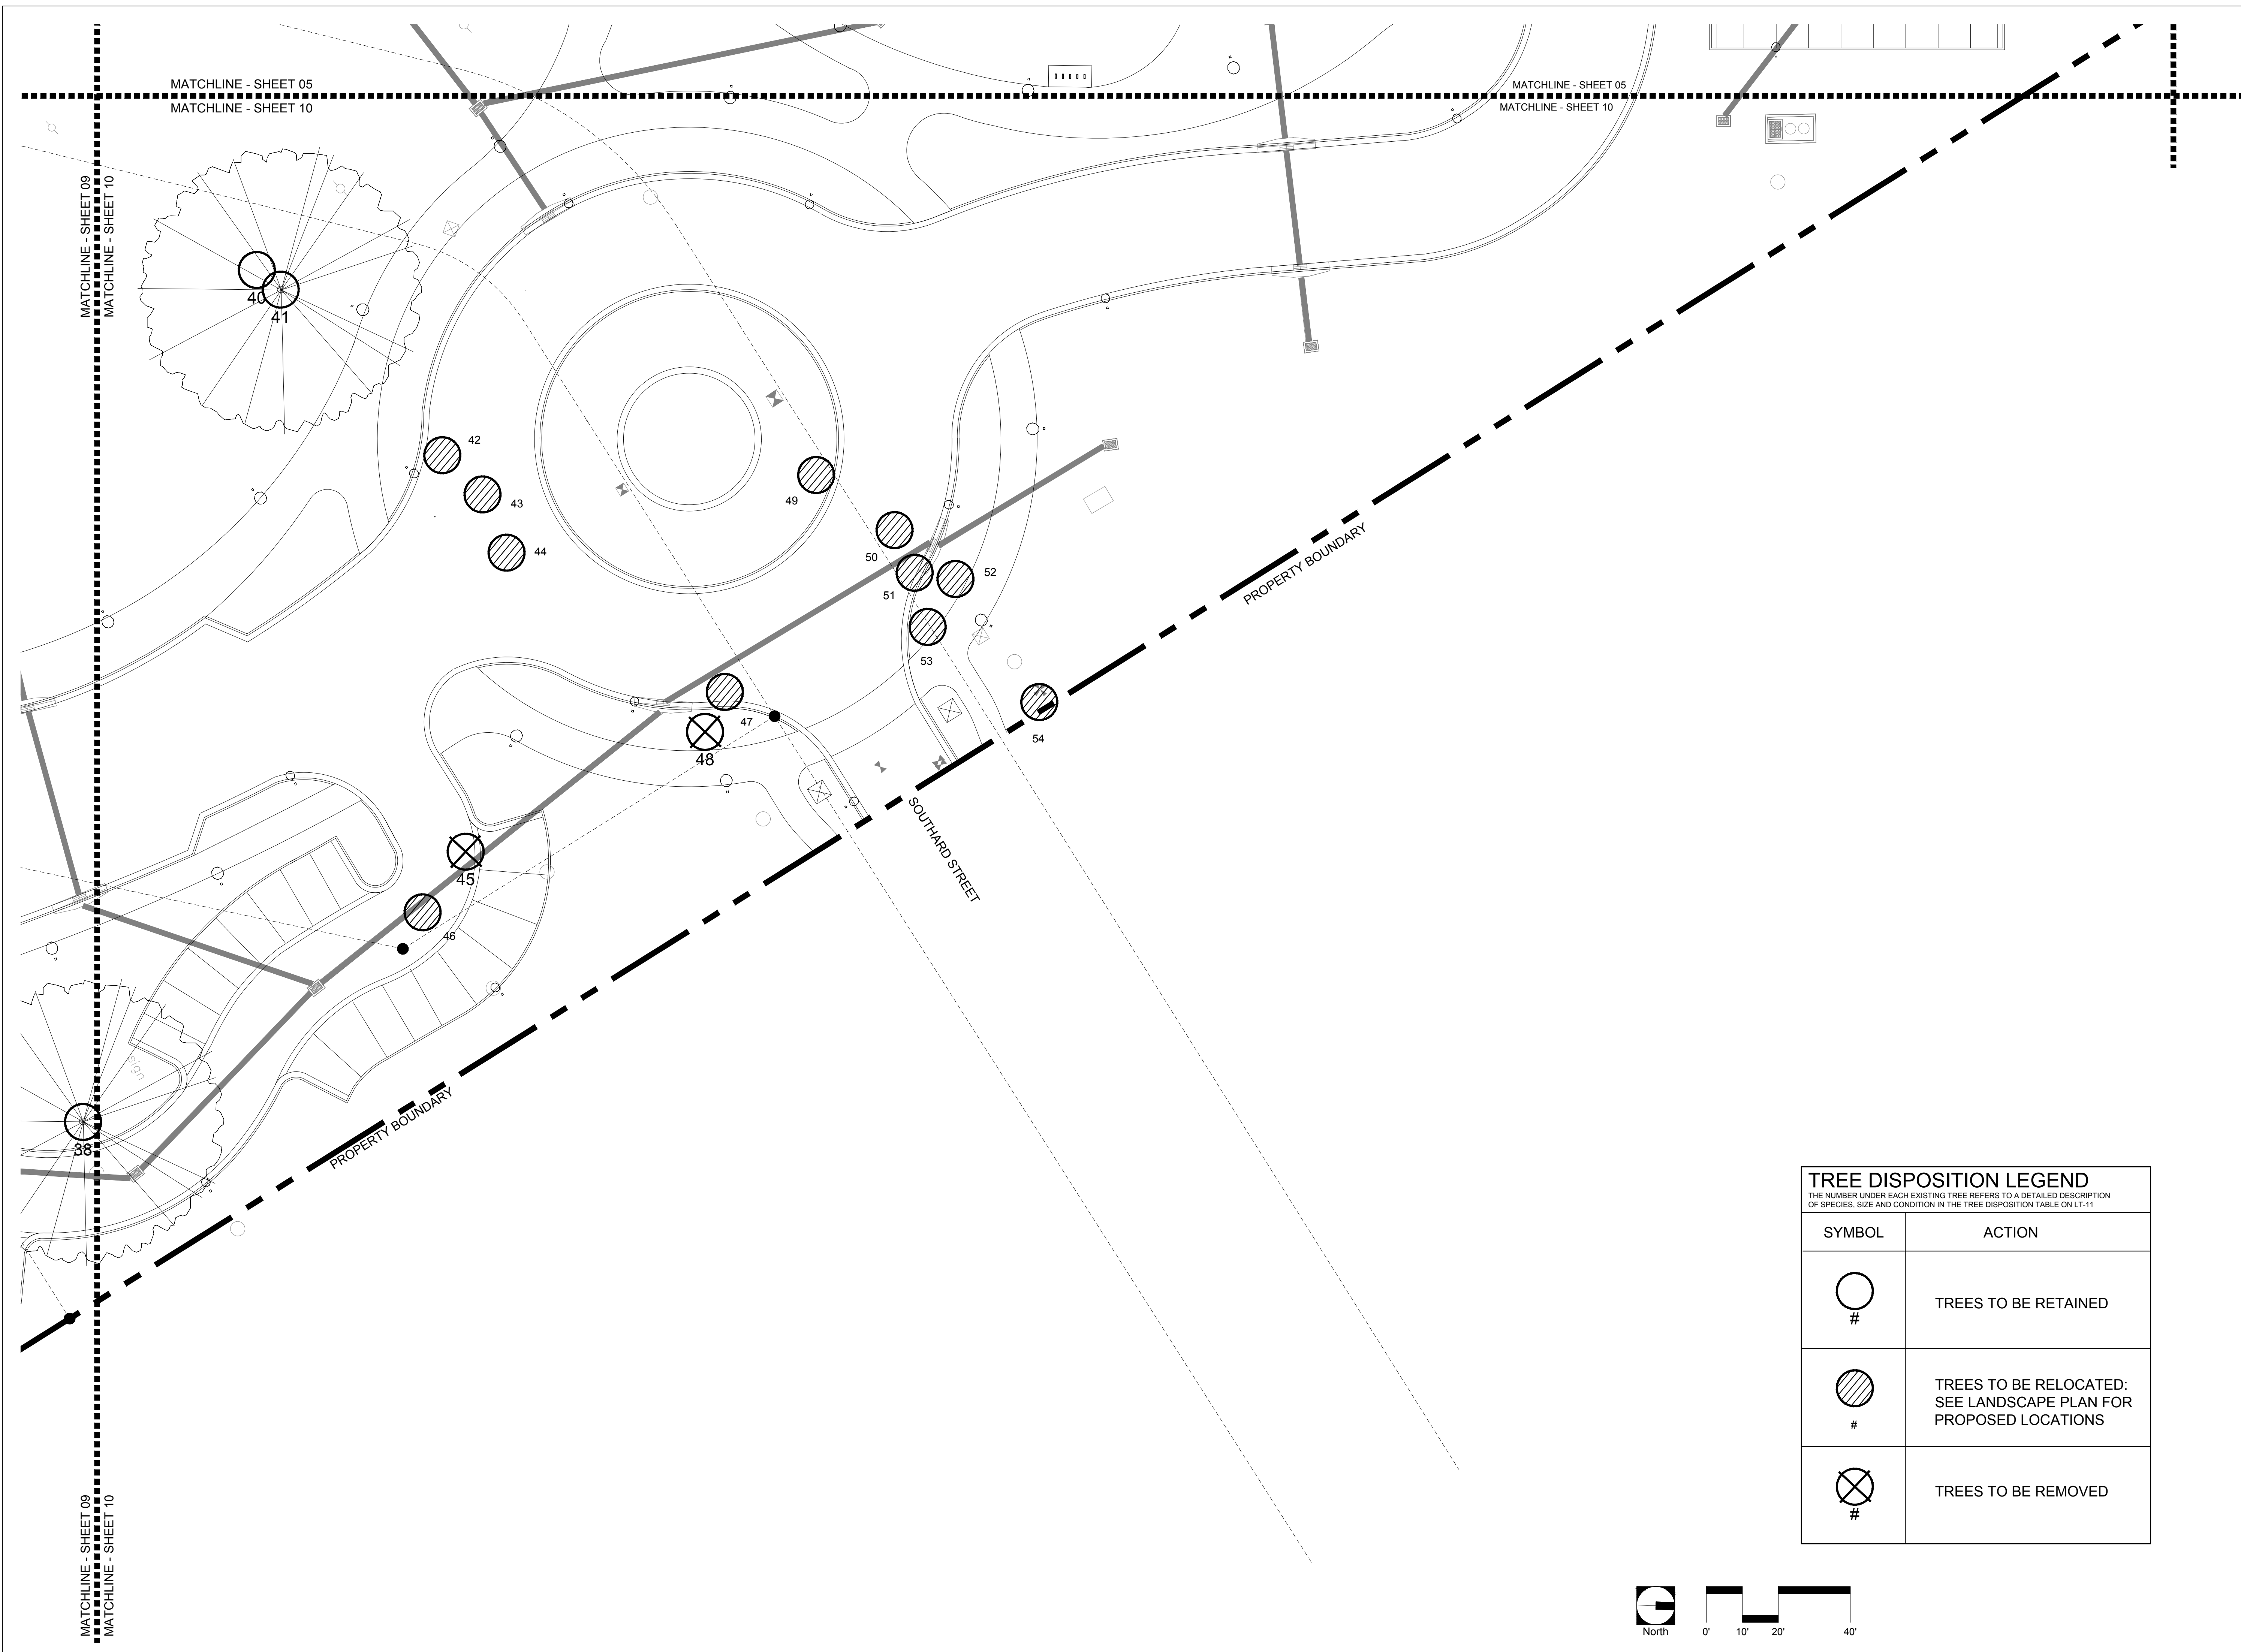 MATCHLINE - SHEET 05
MATCHLINE - SHEET 10
MATCHLINE - SHEET 05
MATCHLINE - SHEET 10
MATCHLINE - SHEET 09
MATCHLINE - SHEET 10
40
41
42
43
44
49
50
51
52
53
54
47
48
45
46
38
sign
PROPERTY BOUNDARY
SOUTHARD STREET
PROPERTY BOUNDARY
MATCHLINE - SHEET 09
MATCHLINE - SHEET 10
TREE DISPOSITION LEGEND
THE NUMBER UNDER EACH EXISTING TREE REFERS TO A DETAILED DESCRIPTION
OF SPECIES, SIZE AND CONDITION IN THE TREE DISPOSITION TABLE ON LT-11
SYMBOL ACTION
#
TREES TO BE RETAINED
#
TREES TO BE RELOCATED:
SEE LANDSCAPE PLAN FOR
PROPOSED LOCATIONS
#
TREES TO BE REMOVED
North
0' 10' 20' 40'